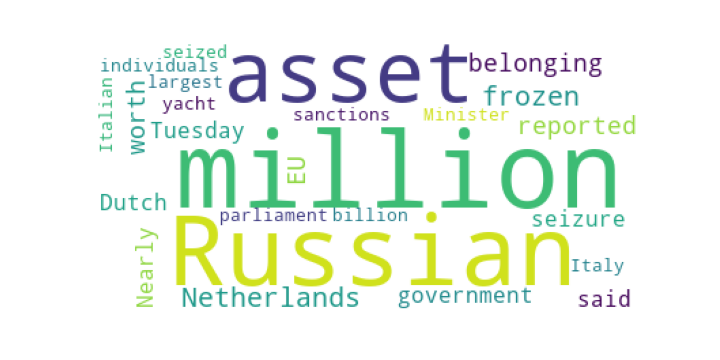 seized
individuals
asset
belonging
largest
frozen
Italian
worth
yacht
sanctions
Minister
reported
Tuesday
million
EU
Dutch
parliament
billion
seizure
Russian
Nearly
Italy
Netherlands
government
said